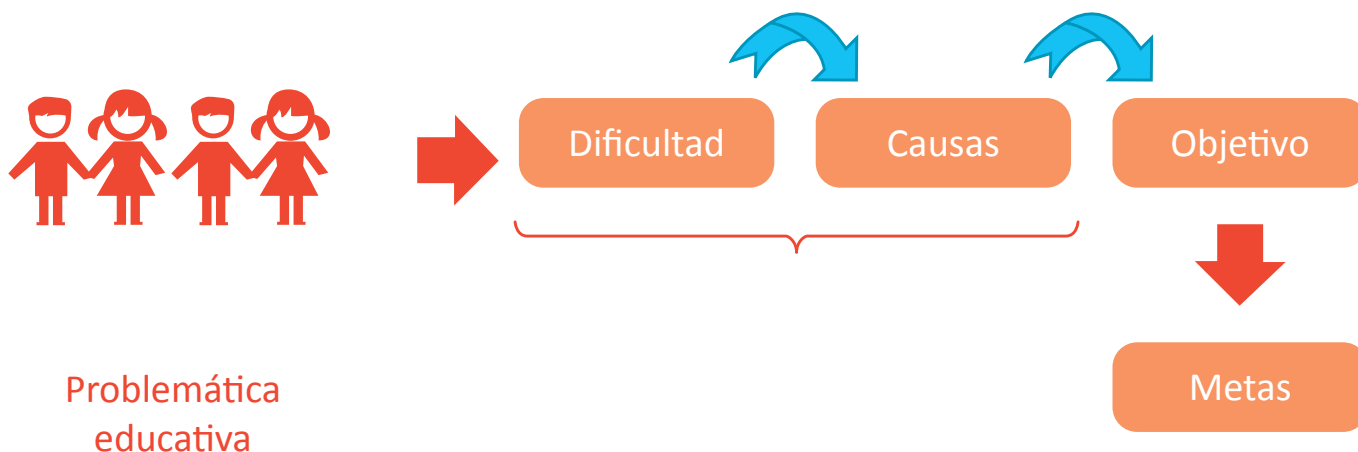 Dificultad
Causas
Objetivo
Metas
Problemática
educativa